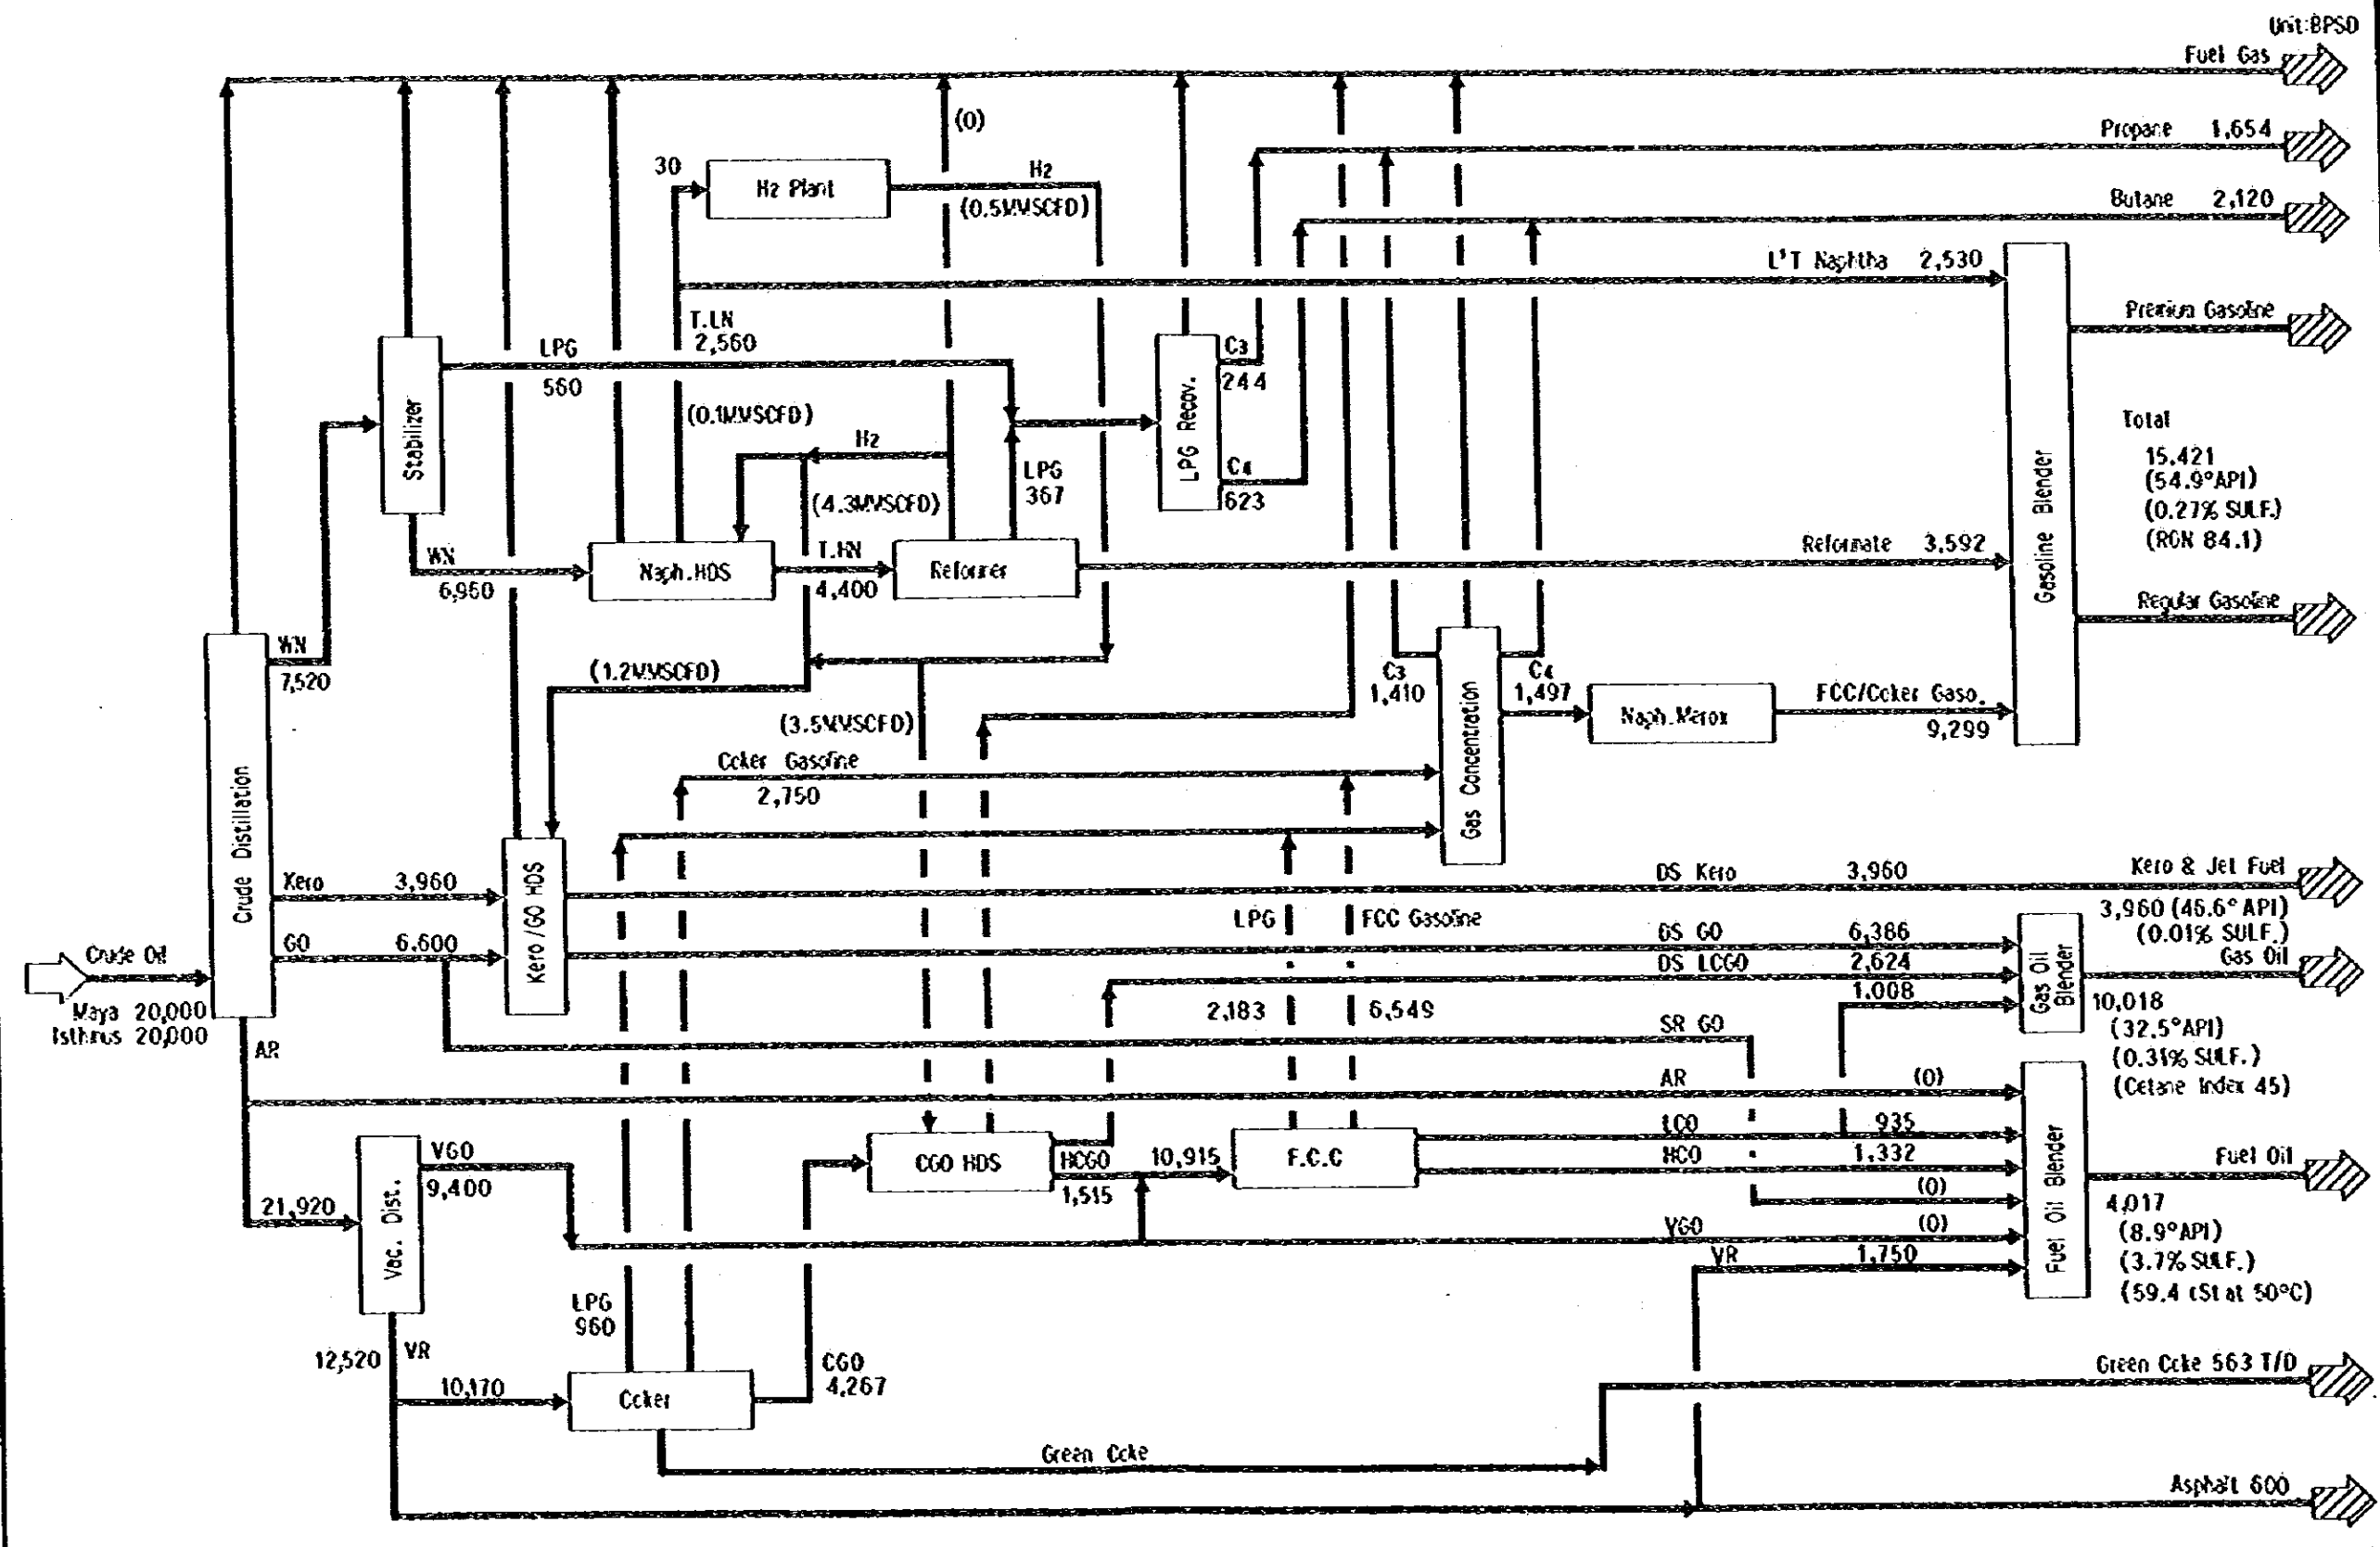 Unit:BPSD
Fuel Gas
Propane 1,654
Butane 2,120
(0)
30
H2 Plant
H2
(0.5MMSCFD)
L'T Naphtha 2,530
Premium Gasoline
T.LN
2,560
LPG
560
Stabilizer
(0.1MMSCFD)
H2
(4.3MMSCFD)
LPG
367
LPG Recov.
C3
244
C4
623
Gasoline Blender
Total
15,421
(54.9°API)
(0.27% SULF.)
(RON 84.1)
WN
6,960
Naph.HDS
T.HN
4,400
Reformer
Reformate 3,592
Regular Gasoline
WN
7,520
(1.2MMSCFD)
(3.5MMSCFD)
C3
1,410
C4
1,497
Gas Concentration
Naph.Merox
FCC/Coker Gaso.
9,299
Coker Gasoline
2,750
Crude Distillation
Kero 3,960
GO 6,600
Kero/GO HDS
Crude Oil
Maya 20,000
Isthmus 20,000
DS Kero 3,960
Kero & Jet Fuel
3,960 (46.6° API)
(0.01% SULF.)
LPG
FCC Gasoline
2,183
6,549
DS GO 6,386
DS LCGO 2,624
1,008
Gas Oil Blender
Gas Oil
10,018
(32.5°API)
(0.31% SULF.)
(Cetane Index 45)
SR GO
AR
AR (0)
LCO 935
HCO 1,332
(0)
VGO (0)
VR 1,750
Fuel Oil Blender
Fuel Oil
4,017
(8.9°API)
(3.7% SULF.)
(59.4 cSt at 50°C)
21,920
Vac. Dist.
VGO
9,400
CGO HDS
HCGO
1,515
10,915
F.C.C
LPG
960
12,520
VR
10,170
Coker
CGO
4,267
Green Coke 563 T/D
Green Coke
Asphalt 600